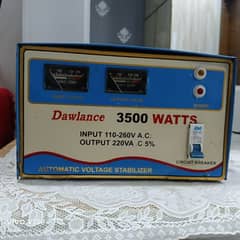 Dawlance 3500 WATTS
INPUT 110-260V A.C.
OUTPUT 220VA .C 5%
CIRCUIT BREAKER
AUTOMATIC VOLTAGE STABILIZER